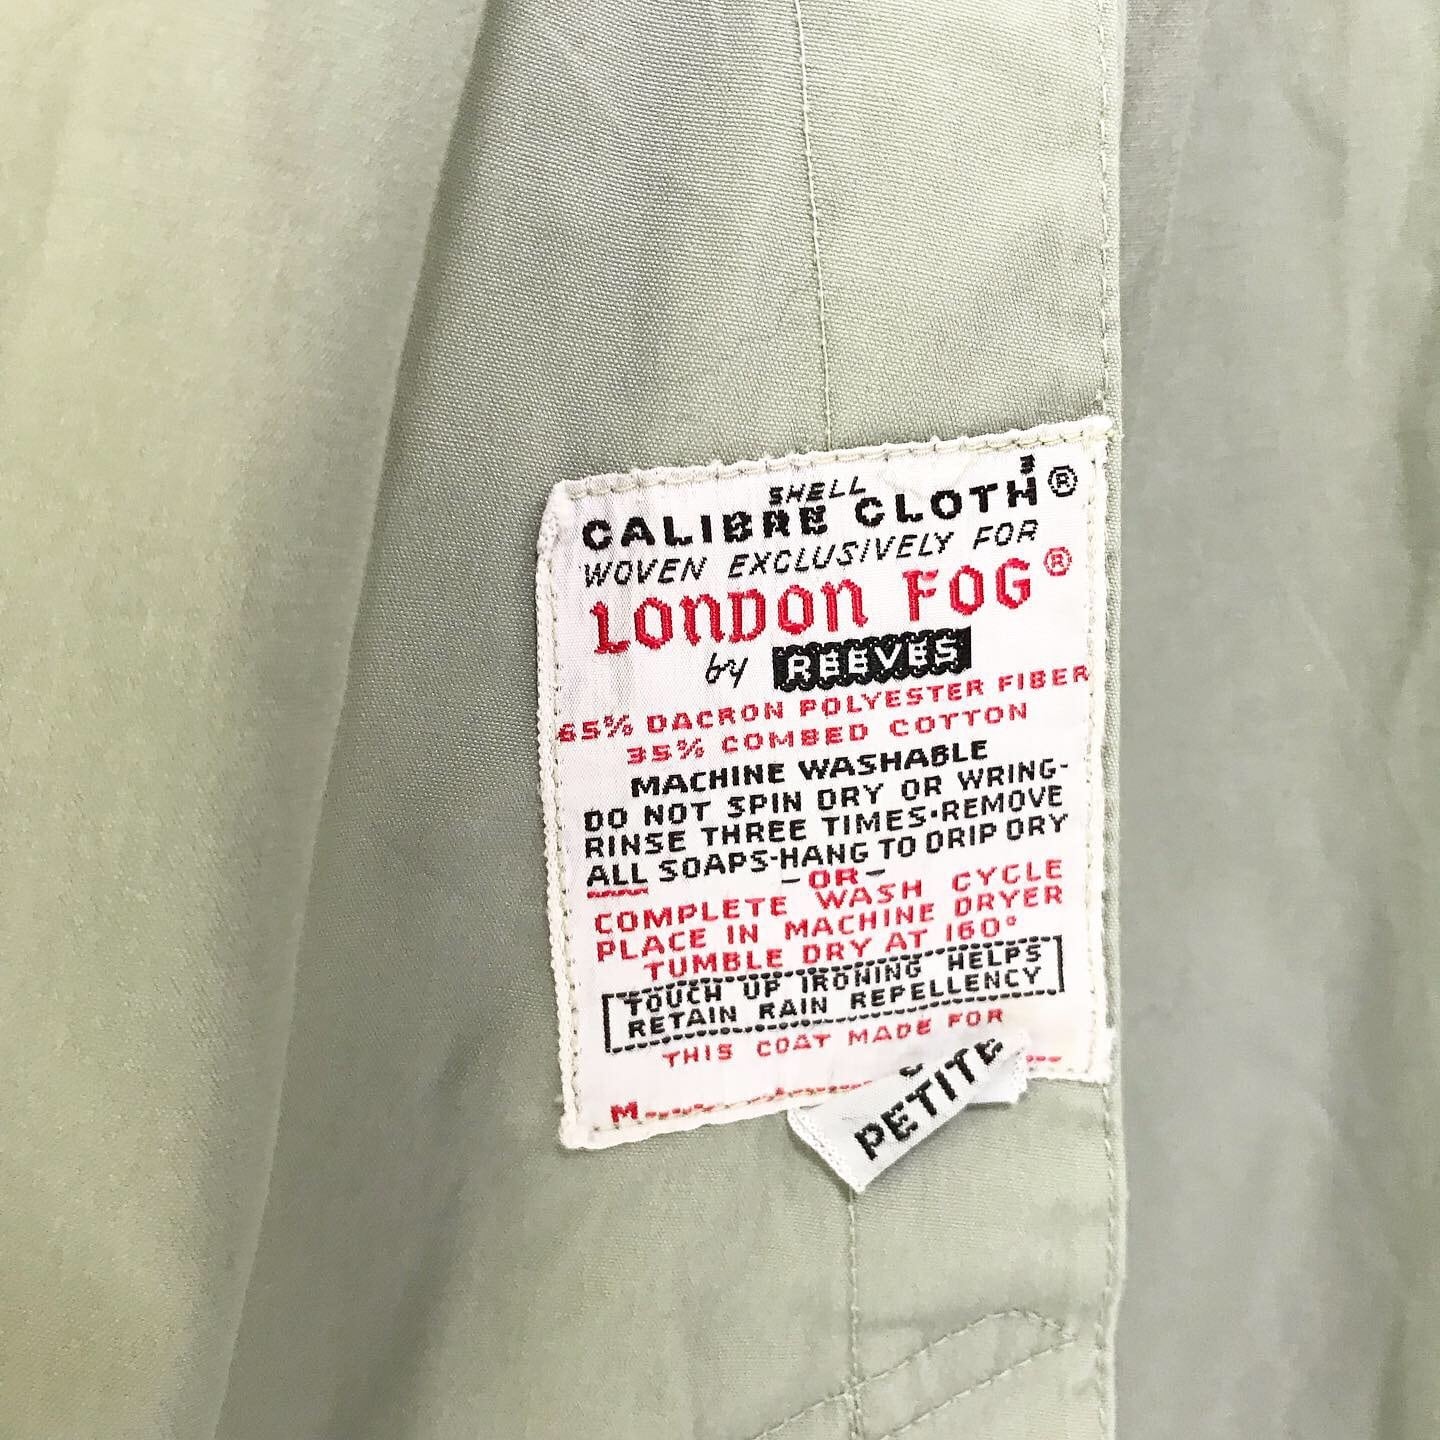 SHELL
CALIBRE CLOTH³®
WOVEN EXCLUSIVELY FOR
LONDON FOG®
by REEVES
65% DACRON POLYESTER FIBER
35% COMBED COTTON
MACHINE WASHABLE
DO NOT SPIN DRY OR WRING-
RINSE THREE TIMES·REMOVE
ALL SOAPS-HANG TO DRIP DRY
-OR-
COMPLETE WASH CYCLE
PLACE IN MACHINE DRYER
TUMBLE DRY AT 160°
TOUCH UP IRONING HELPS
RETAIN RAIN REPELLENCY
THIS COAT MADE FOR
M
PETITE